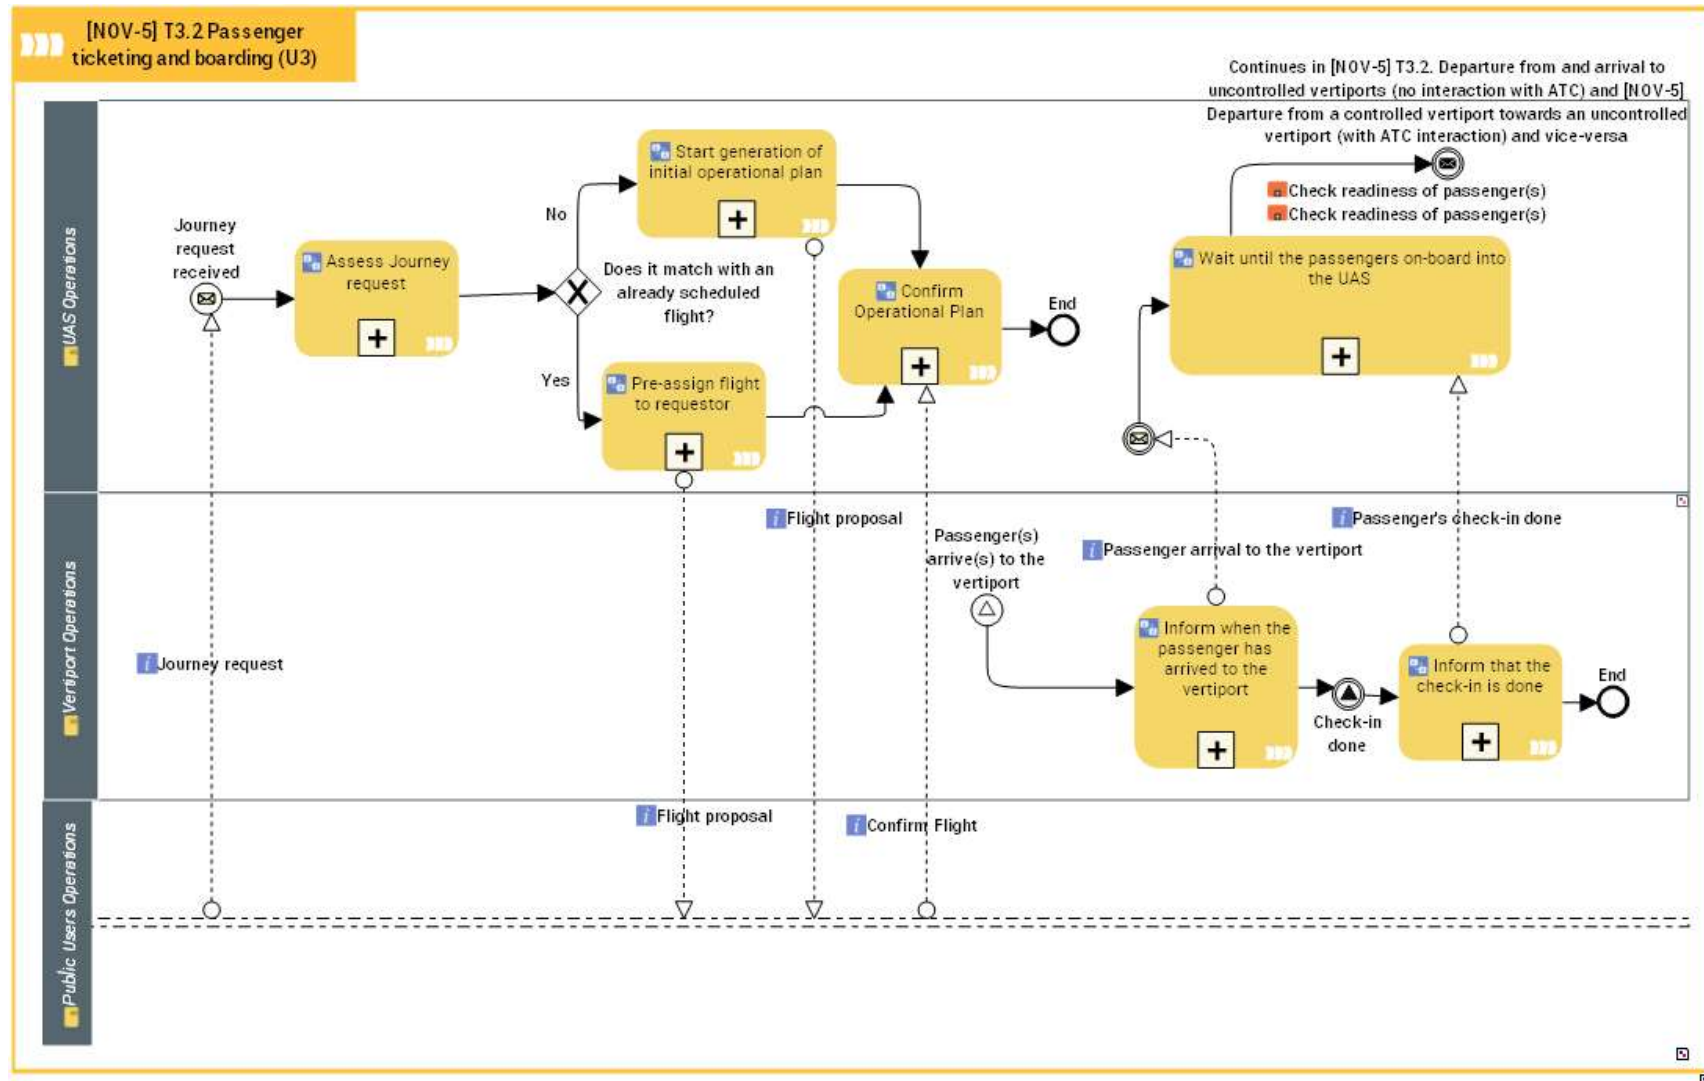 [NOV-5] T3.2 Passenger
ticketing and boarding (U3)
Continues in [NOV-5] T3.2. Departure from and arrival to
uncontrolled vertiports (no interaction with ATC) and [NOV-5]
Departure from a controlled vertiport towards an uncontrolled
vertiport (with ATC interaction) and vice-versa
UAS Operations
Journey
request
received
Assess Journey
request
No
Yes
Does it match with an
already scheduled
flight?
Start generation of
initial operational plan
Pre-assign flight
to requestor
Confirm
Operational Plan
End
Check readiness of passenger(s)
Check readiness of passenger(s)
Wait until the passengers on-board into
the UAS
Vertiport Operations
Journey request
Flight proposal
Passenger(s)
arrive(s) to the
vertiport
Passenger arrival to the vertiport
Passenger's check-in done
Inform when the
passenger has
arrived to the
vertiport
Check-in
done
Inform that the
check-in is done
End
Public Users Operations
Flight proposal
Confirm Flight